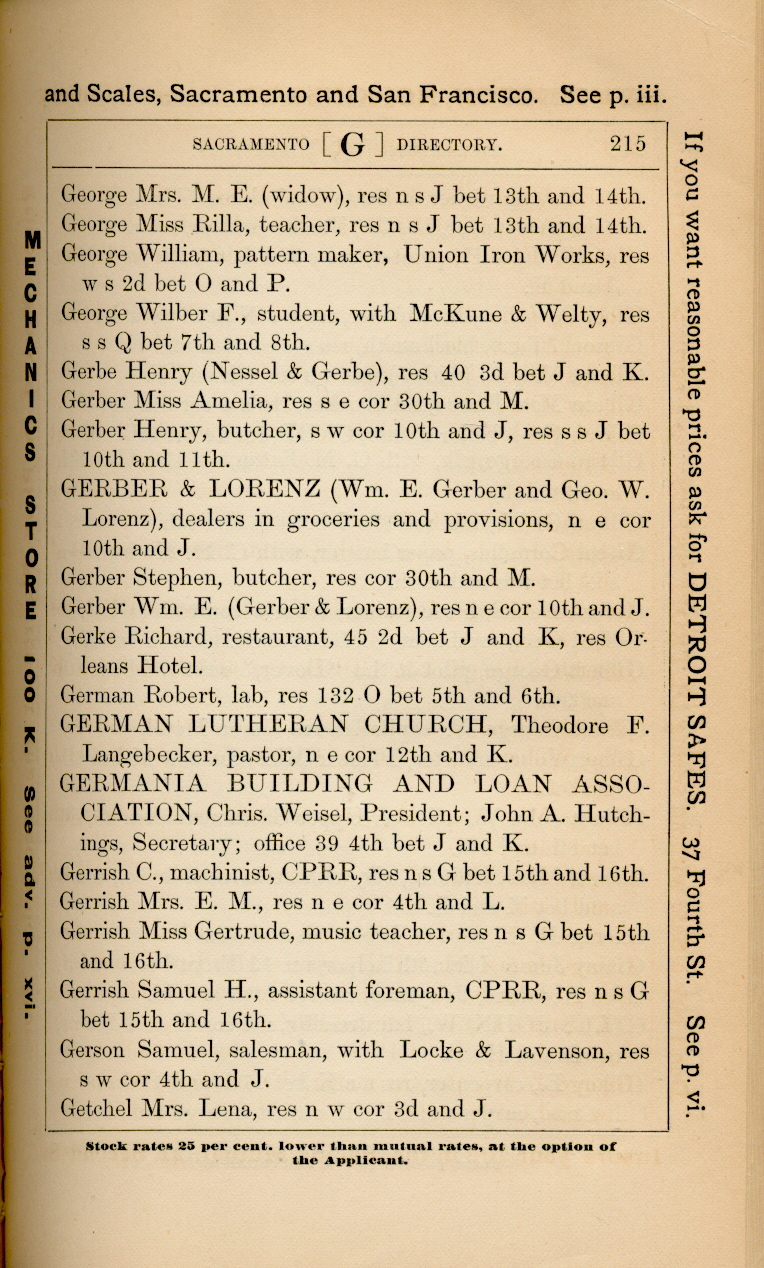 and Scales, Sacramento and San Francisco. See p. iii.
SACRAMENTO [ G ] DIRECTORY. 215
George Mrs. M. E. (widow), res n s J bet 13th and 14th.
George Miss Rilla, teacher, res n s J bet 13th and 14th.
George William, pattern maker, Union Iron Works, res
w s 2d bet O and P.
George Wilber F., student, with McKune & Welty, res
s s Q bet 7th and 8th.
Gerbe Henry (Nessel & Gerbe), res 40 3d bet J and K.
Gerber Miss Amelia, res s e cor 30th and M.
Gerber Henry, butcher, s w cor 10th and J, res s s J bet
10th and 11th.
GERBER & LORENZ (Wm. E. Gerber and Geo. W.
Lorenz), dealers in groceries and provisions, n e cor
10th and J.
Gerber Stephen, butcher, res cor 30th and M.
Gerber Wm. E. (Gerber & Lorenz), res n e cor 10th and J.
Gerke Richard, restaurant, 45 2d bet J and K, res Or-
leans Hotel.
German Robert, lab, res 132 O bet 5th and 6th.
GERMAN LUTHERAN CHURCH, Theodore F.
Langebecker, pastor, n e cor 12th and K.
GERMANIA BUILDING AND LOAN ASSO-
CIATION, Chris. Weisel, President; John A. Hutch-
ings, Secretary; office 39 4th bet J and K.
Gerrish C., machinist, CPRR, res n s G bet 15th and 16th.
Gerrish Mrs. E. M., res n e cor 4th and L.
Gerrish Miss Gertrude, music teacher, res n s G bet 15th
and 16th.
Gerrish Samuel H., assistant foreman, CPRR, res n s G
bet 15th and 16th.
Gerson Samuel, salesman, with Locke & Lavenson, res
s w cor 4th and J.
Getchel Mrs. Lena, res n w cor 3d and J.
Stock rates 25 per cent. lower than mutual rates, at the option of
the Applicant.
MECHANICS STORE 100 K. See adv. p. xvi.
If you want reasonable prices ask for DETROIT SAFES. 37 Fourth St. See p. vi.